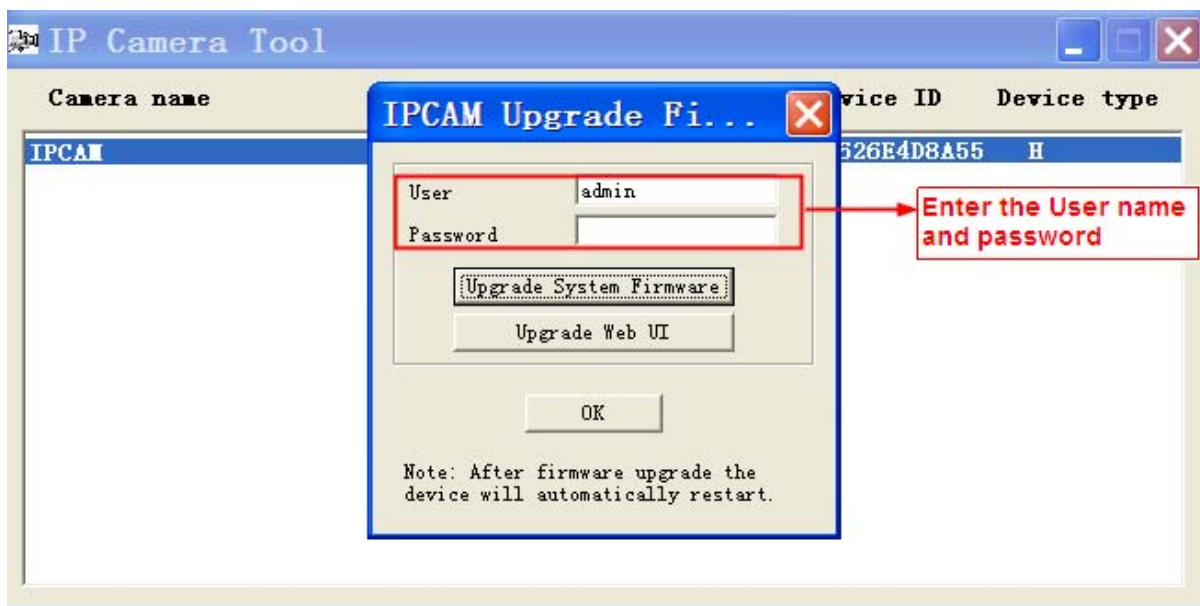 IP Camera Tool
Camera name
vice ID
Device type
IPCAM
526E4D8A55
H
IPCAM Upgrade Fi...
User
admin
Password
Upgrade System Firmware
Upgrade Web UI
OK
Note: After firmware upgrade the
device will automatically restart.
Enter the User name
and password